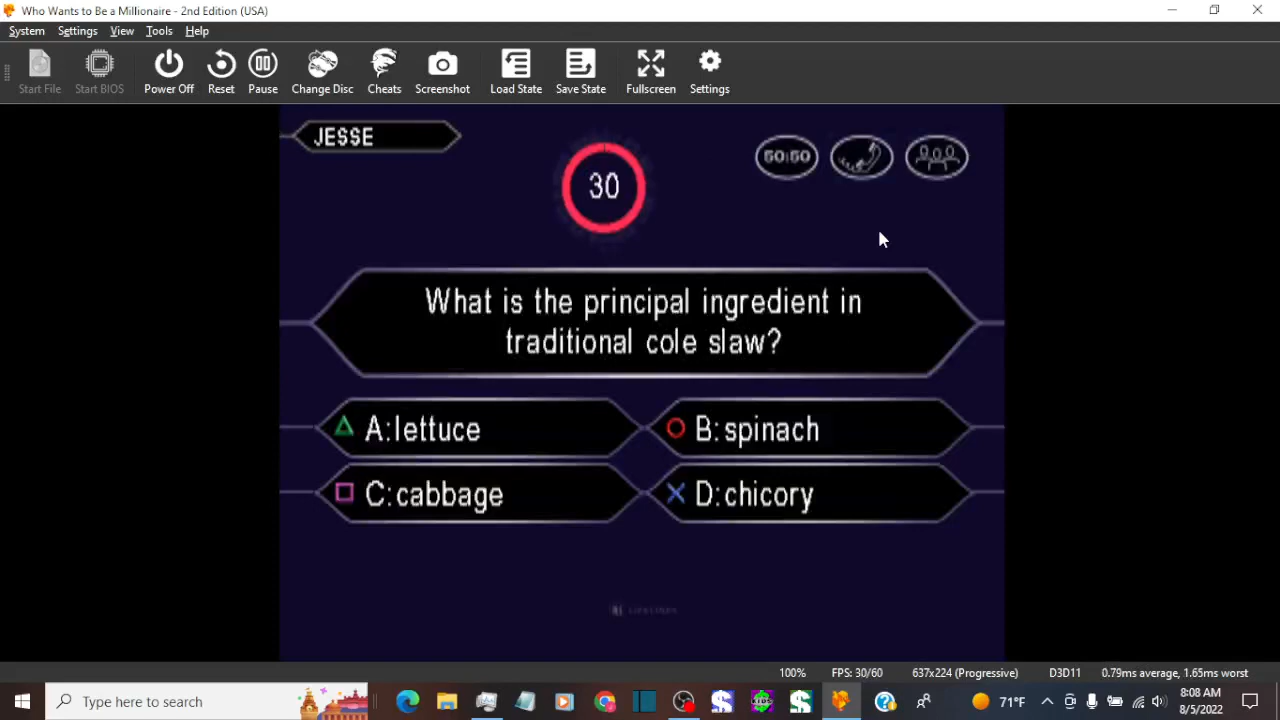 Who Wants to Be a Millionaire - 2nd Edition (USA)
System Settings View Tools Help
Start File Start BIOS Power Off Reset Pause Change Disc Cheats Screenshot Load State Save State Fullscreen Settings
JESSE
30
50:50
What is the principal ingredient in
traditional cole slaw?
A:lettuce
B:spinach
C:cabbage
D:chicory
100% FPS: 30/60 637x224 (Progressive) D3D11 0.79ms average, 1.65ms worst
Type here to search
KIDS
71°F
8:08 AM
8/5/2022